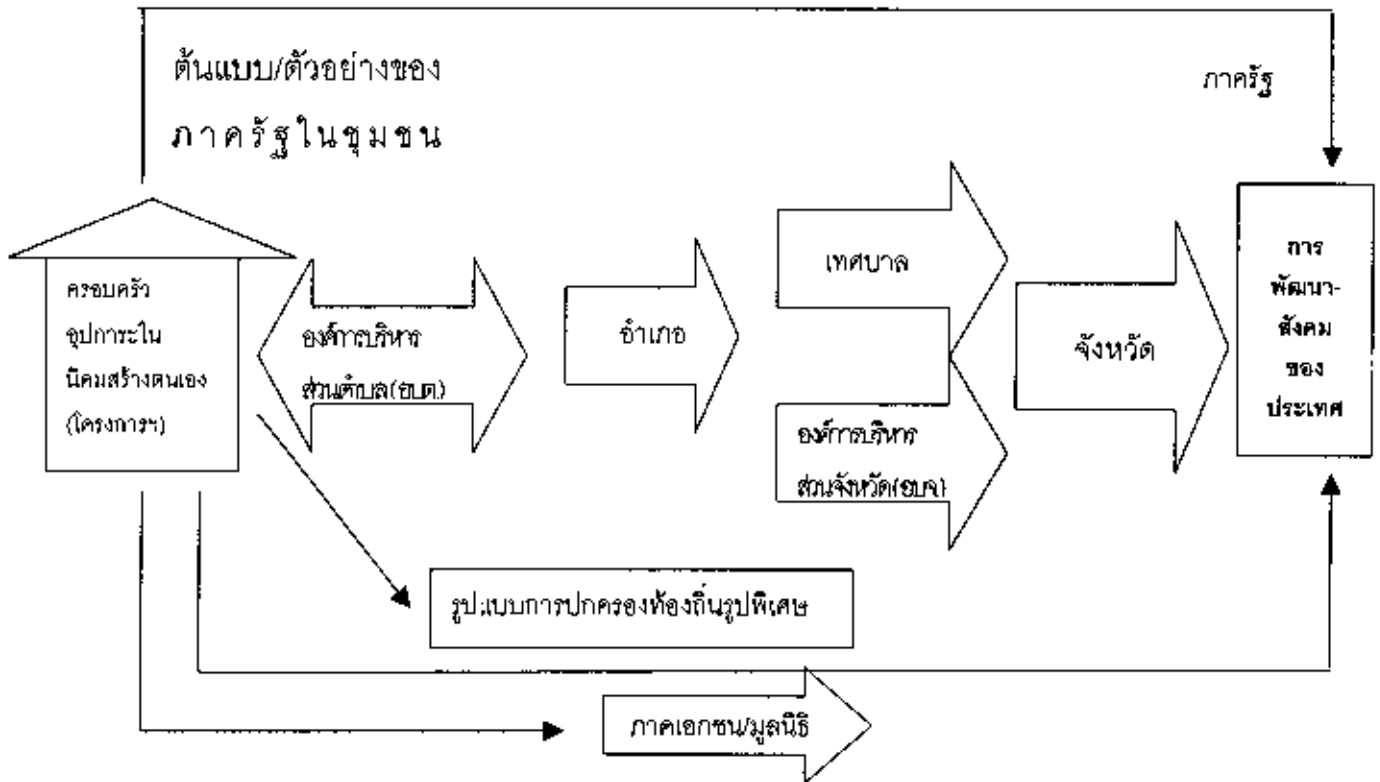 ต้นแบบ/ตัวอย่างของ
ภาครัฐในชุมชน
ภาครัฐ
ครอบครัว
อุปการะใน
นิคมสร้างตนเอง
(โครงการฯ)
องค์การบริหาร
ส่วนตำบล(อบต.)
อำเภอ
เทศบาล
องค์การบริหาร
ส่วนจังหวัด(อบจ.)
จังหวัด
การ
พัฒนา-
สังคม
ของ
ประเทศ
รูปแบบการปกครองท้องถิ่นรูปพิเศษ
ภาคเอกชน/มูลนิธิ